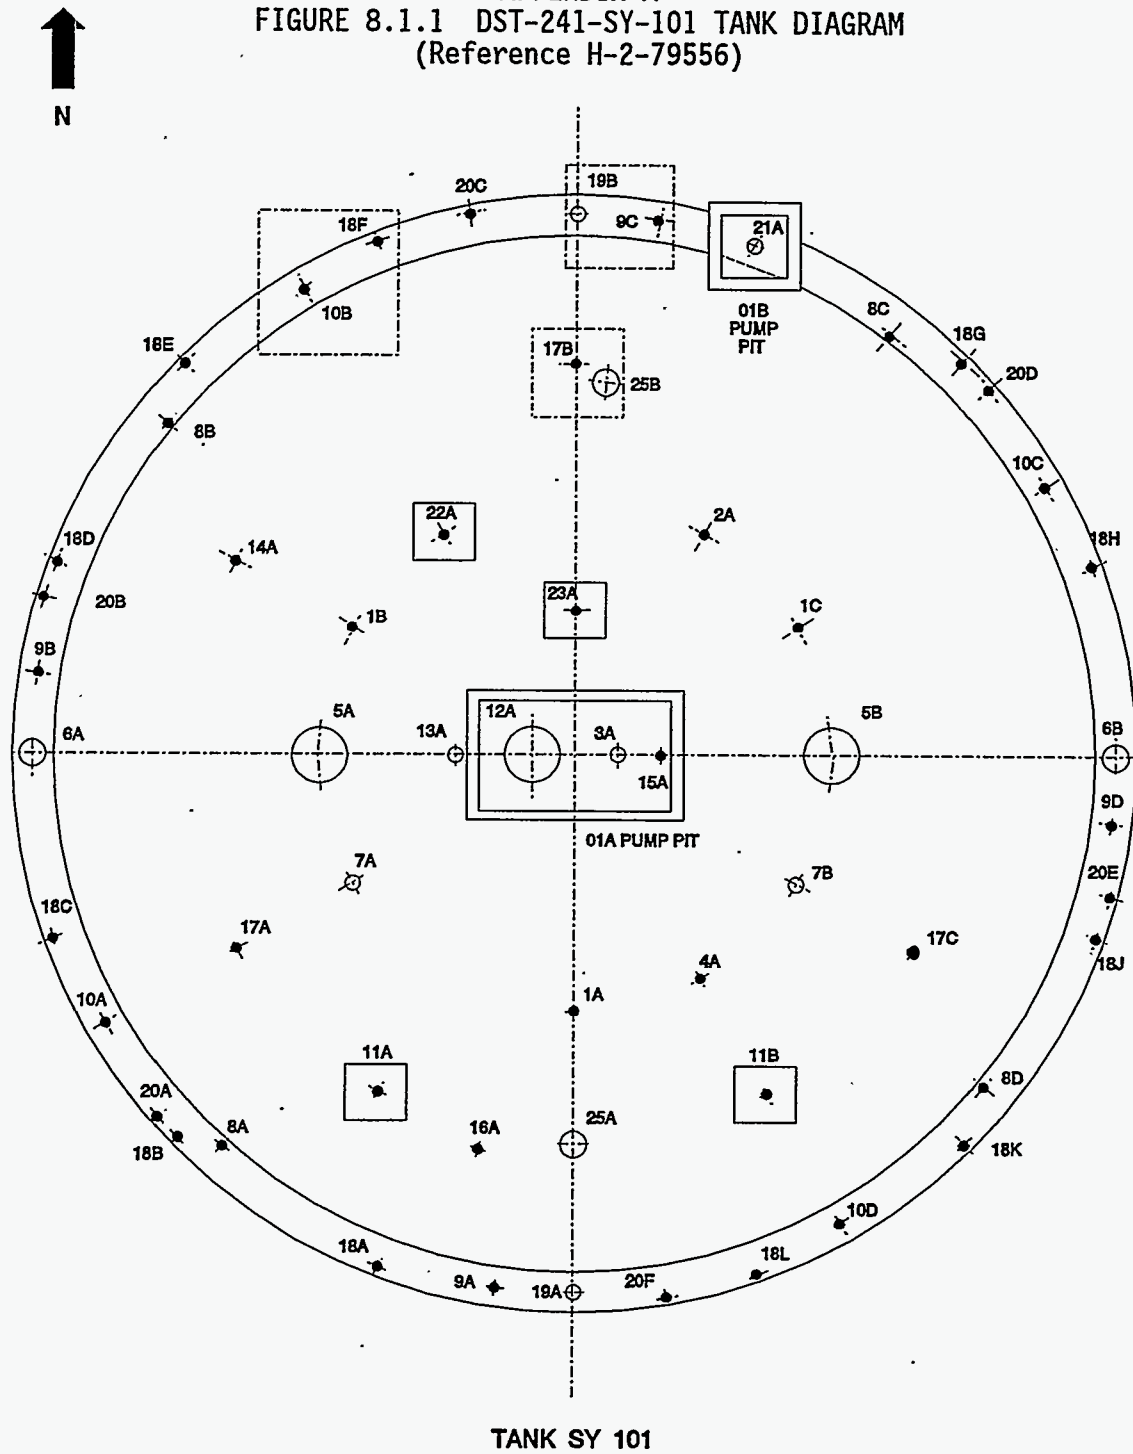 FIGURE 8.1.1 DST-241-SY-101 TANK DIAGRAM
(Reference H-2-79556)
N
20C
19B
18F
9C
21A
10B
01B
PUMP
PIT
8C
18E
17B
18G
25B
20D
8B
10C
22A
2A
18D
14A
18H
23A
20B
1B
1C
9B
5A
12A
5B
6A
13A
3A
6B
15A
9D
01A PUMP PIT
7A
7B
20E
18C
17A
17C
4A
18J
1A
10A
11A
11B
8D
20A
25A
8A
16A
18B
18K
10D
18A
18L
9A
19A
20F
TANK SY 101